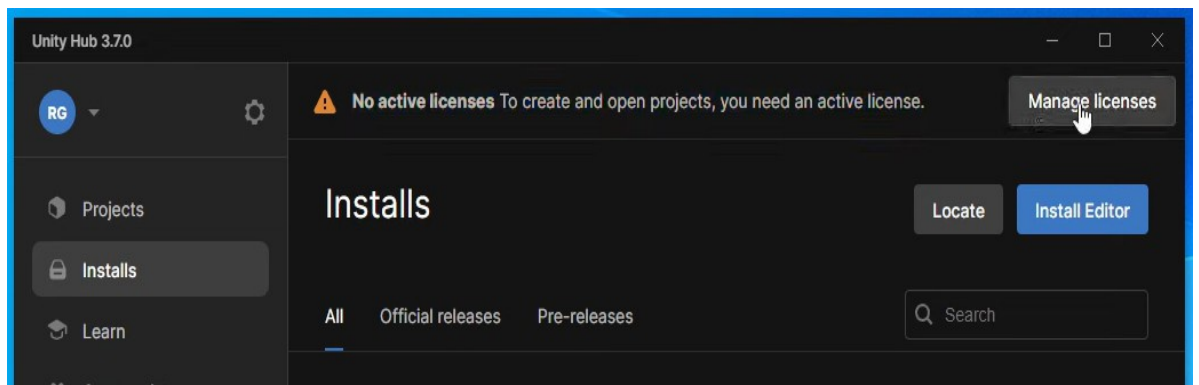 Unity Hub 3.7.0
RG
No active licenses To create and open projects, you need an active license.
Manage licenses
Projects
Installs
Learn
Installs
Locate
Install Editor
All Official releases Pre-releases
Search